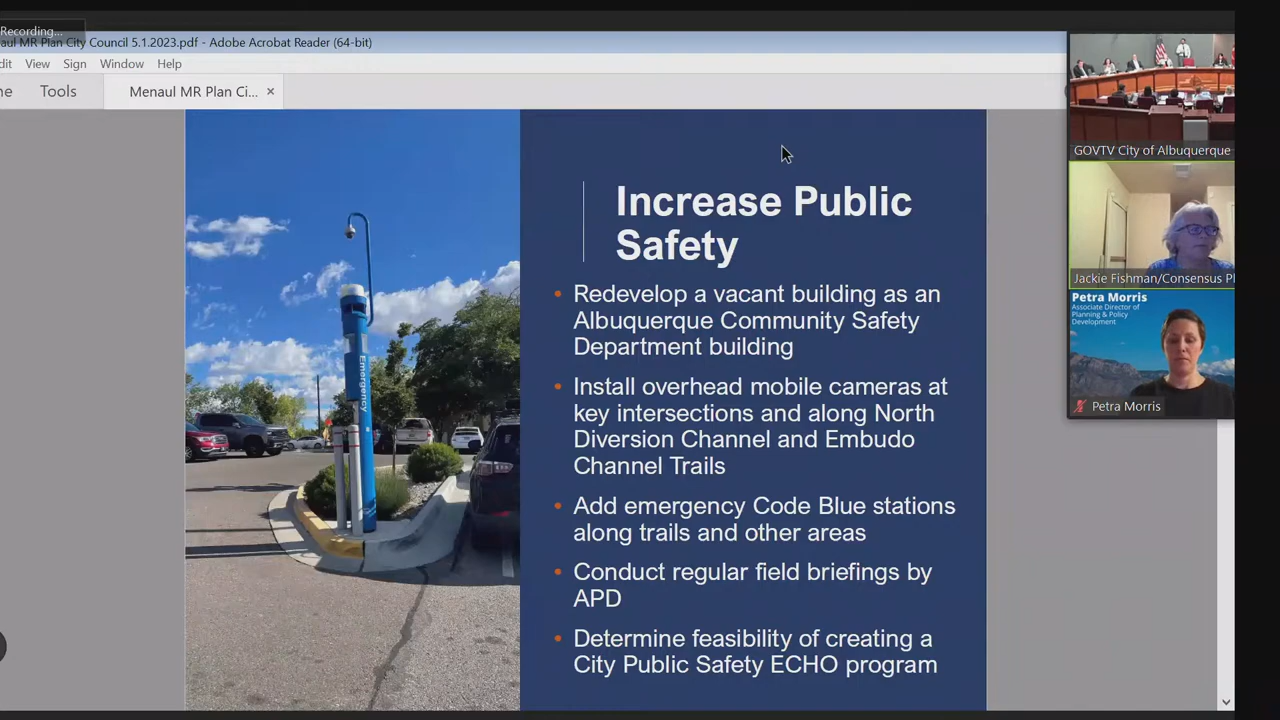 Recording...
aul MR Plan City Council 5.1.2023.pdf - Adobe Acrobat Reader (64-bit)
dit View Sign Window Help
ne Tools Menaul MR Plan Ci... ×
GOVTV City of Albuquerque
Jackie Fishman/Consensus Pl
Petra Morris
Associate Director of
Planning & Policy
Development
Petra Morris
Emergency
Increase Public
Safety
• Redevelop a vacant building as an
Albuquerque Community Safety
Department building
• Install overhead mobile cameras at
key intersections and along North
Diversion Channel and Embudo
Channel Trails
• Add emergency Code Blue stations
along trails and other areas
• Conduct regular field briefings by
APD
• Determine feasibility of creating a
City Public Safety ECHO program